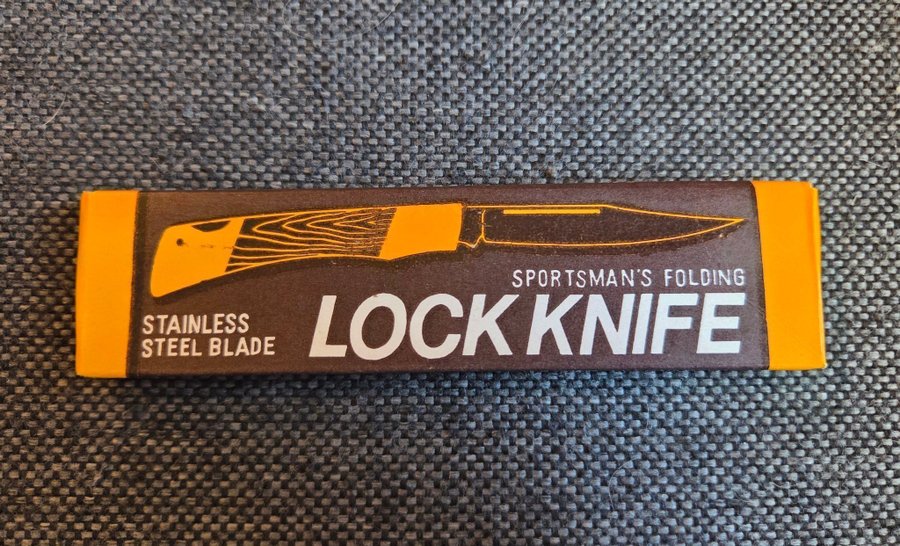 SPORTSMAN'S FOLDING
LOCK KNIFE
STAINLESS
STEEL BLADE